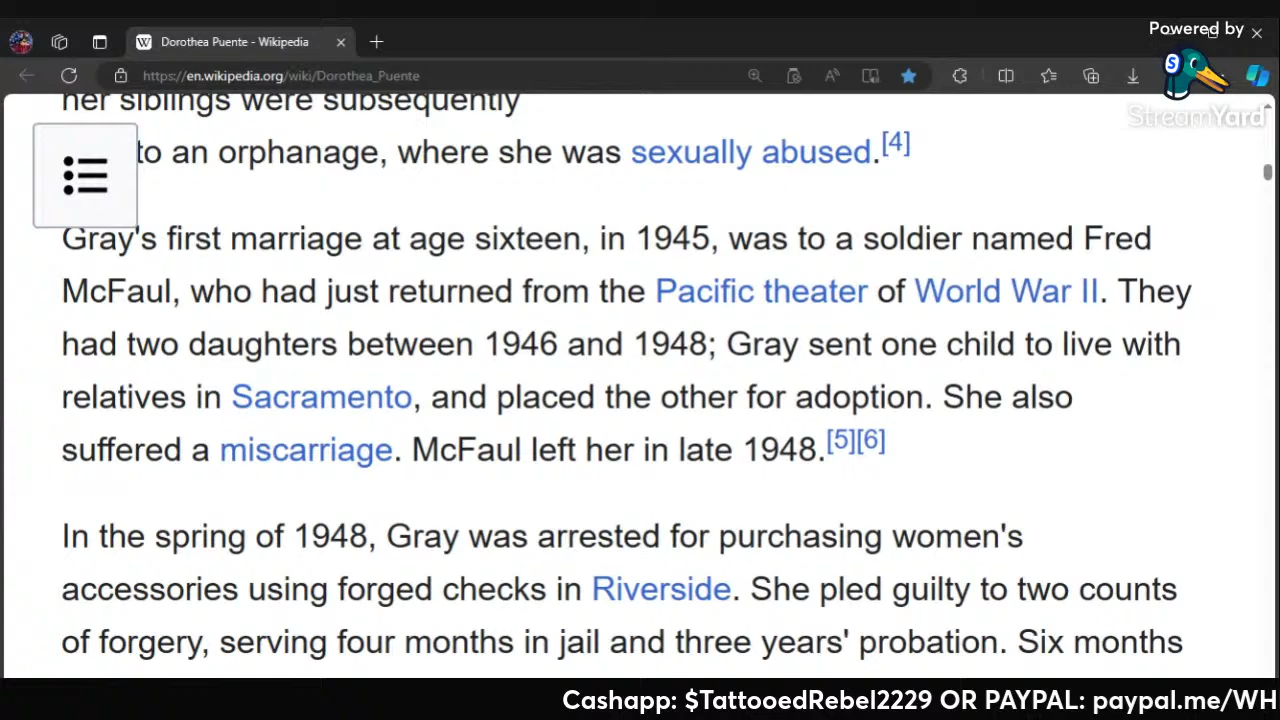 Powered by
Dorothea Puente - Wikipedia
https://en.wikipedia.org/wiki/Dorothea_Puente
S
StreamYard
her siblings were subsequently
to an orphanage, where she was sexually abused.[4]
Gray's first marriage at age sixteen, in 1945, was to a soldier named Fred
McFaul, who had just returned from the Pacific theater of World War II. They
had two daughters between 1946 and 1948; Gray sent one child to live with
relatives in Sacramento, and placed the other for adoption. She also
suffered a miscarriage. McFaul left her in late 1948.[5][6]
In the spring of 1948, Gray was arrested for purchasing women's
accessories using forged checks in Riverside. She pled guilty to two counts
of forgery, serving four months in jail and three years' probation. Six months
Cashapp: $TattooedRebel2229 OR PAYPAL: paypal.me/WH